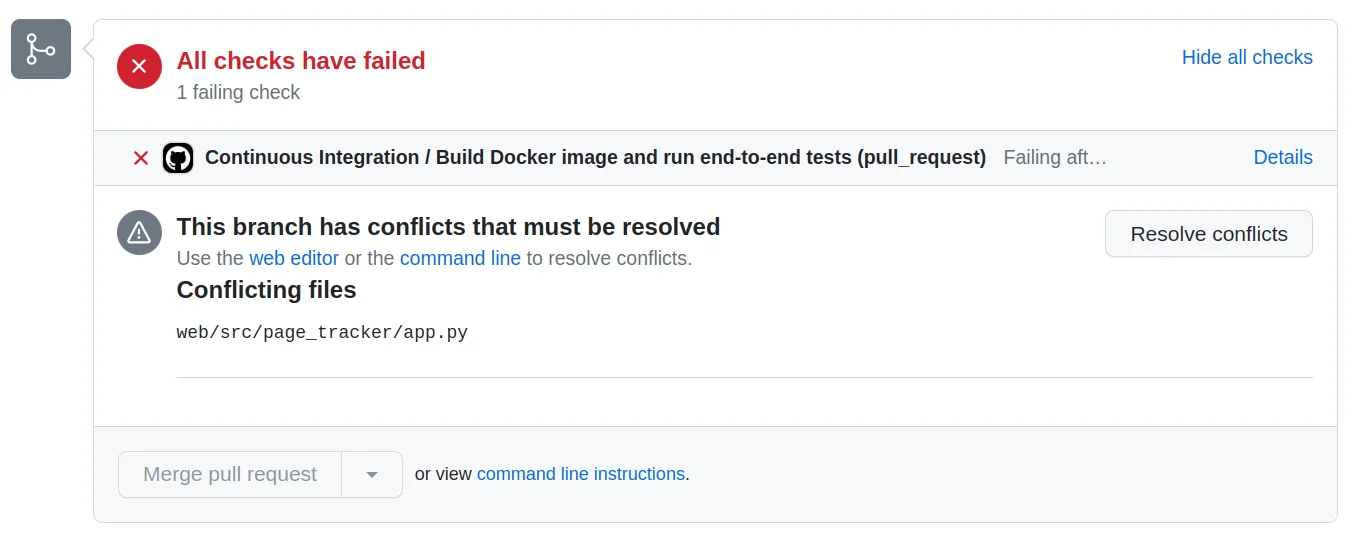 All checks have failed
Hide all checks
1 failing check
Continuous Integration / Build Docker image and run end-to-end tests (pull_request) Failing aft…
Details
This branch has conflicts that must be resolved
Resolve conflicts
Use the web editor or the command line to resolve conflicts.
Conflicting files
web/src/page_tracker/app.py
Merge pull request
or view command line instructions.